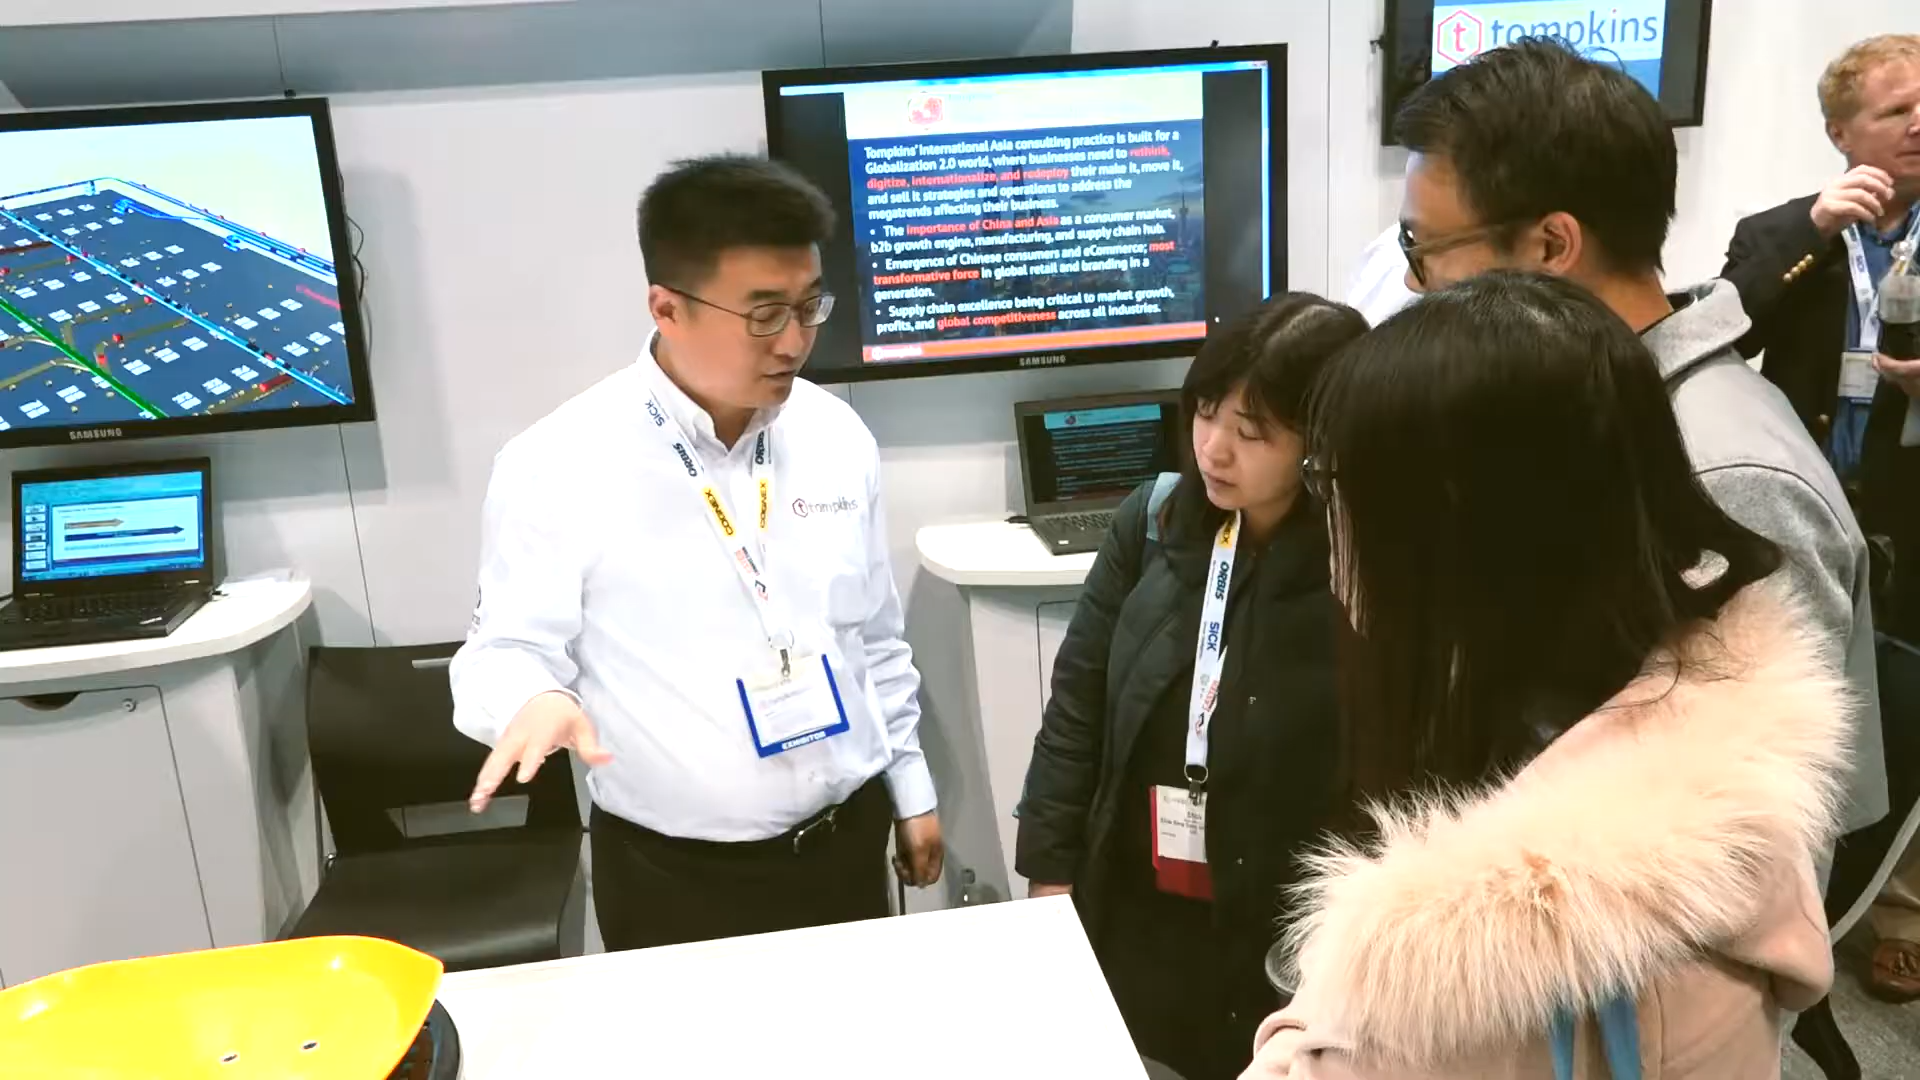 tompkins
Tompkins' International Asia consulting practice is built for a
Globalization 2.0 world, where businesses need to rethink,
digitize, internationalize, and redeploy their make it, move it,
and sell it strategies and operations to address the
megatrends affecting their business.
• The importance of China and Asia as a consumer market,
b2b growth engine, manufacturing, and supply chain hub.
• Emergence of Chinese consumers and eCommerce; most
transformative force in global retail and branding in a
generation.
• Supply chain excellence being critical to market growth,
profits, and global competitiveness across all industries.
SAMSUNG
SAMSUNG
SICK
ORBIS
ORBIS
COGNEX
COGNEX
tompkins
EXHIBITOR
ORBIS
SICK